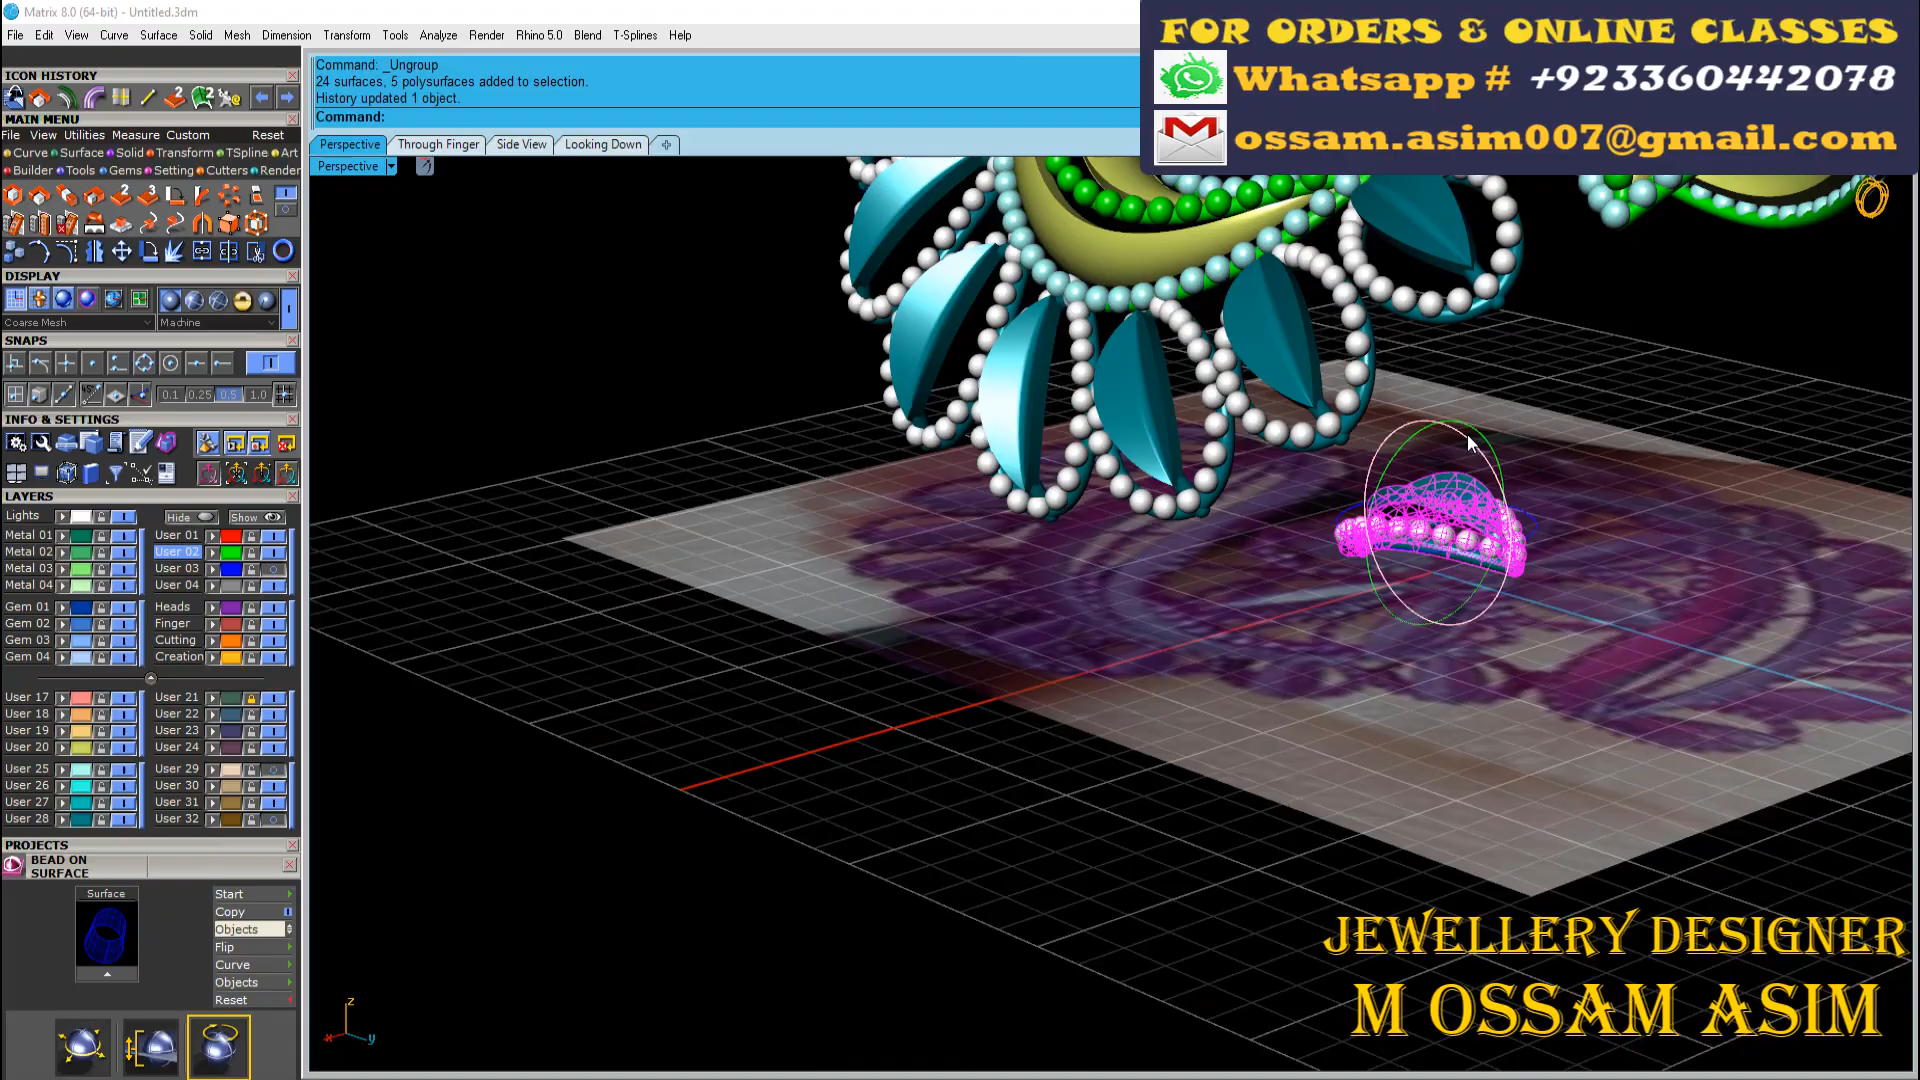 Matrix 8.0 (64-bit) - Untitled.3dm
File Edit View Curve Surface Solid Mesh Dimension Transform Tools Analyze Render Rhino 5.0 Blend T-Splines Help
FOR ORDERS & ONLINE CLASSES
Whatsapp # +923360442078
ossam.asim007@gmail.com
ICON HISTORY
Command: _Ungroup
24 surfaces, 5 polysurfaces added to selection.
History updated 1 object.
Command:
MAIN MENU
File View Utilities Measure Custom Reset
Curve Surface Solid Transform TSpline Art
Builder Tools Gems Setting Cutters Render
Perspective Through Finger Side View Looking Down
Perspective
DISPLAY
Coarse Mesh Machine
SNAPS
0.1 0.25 0.5 1.0
INFO & SETTINGS
LAYERS
Lights Hide Show
Metal 01 User 01
Metal 02 User 02
Metal 03 User 03
Metal 04 User 04
Gem 01 Heads
Gem 02 Finger
Gem 03 Cutting
Gem 04 Creation
User 17 User 21
User 18 User 22
User 19 User 23
User 20 User 24
User 25 User 29
User 26 User 30
User 27 User 31
User 28 User 32
PROJECTS
BEAD ON
SURFACE
Surface
Start
Copy
Objects
Flip
Curve
Objects
Reset
z
x y
JEWELLERY DESIGNER
M OSSAM ASIM